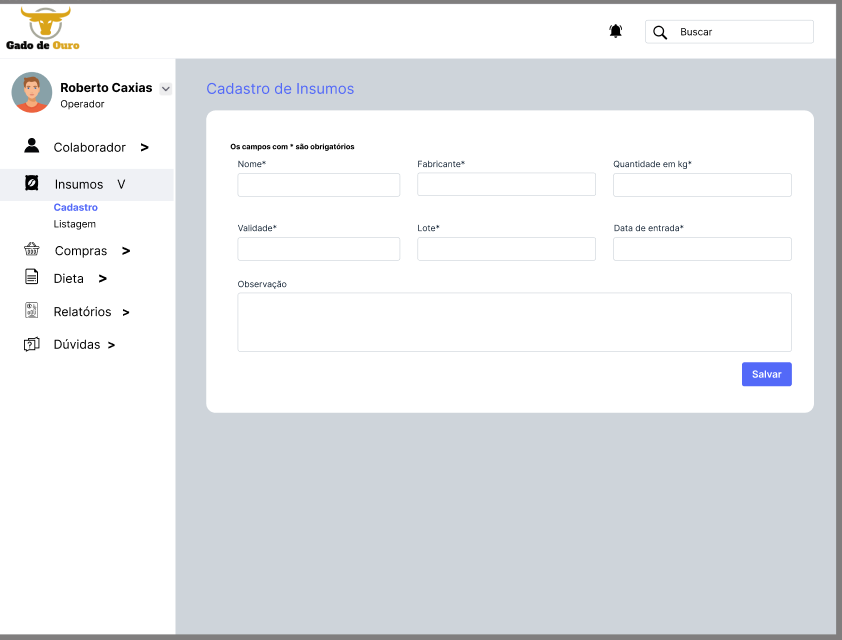 Gado de Ouro
Buscar
Roberto Caxias
Operador
Colaborador >
Insumos V
Cadastro
Listagem
Compras >
Dieta >
Relatórios >
Dúvidas >
Cadastro de Insumos
Os campos com * são obrigatórios
Nome* Fabricante* Quantidade em kg*
Validade* Lote* Data de entrada*
Observação
Salvar